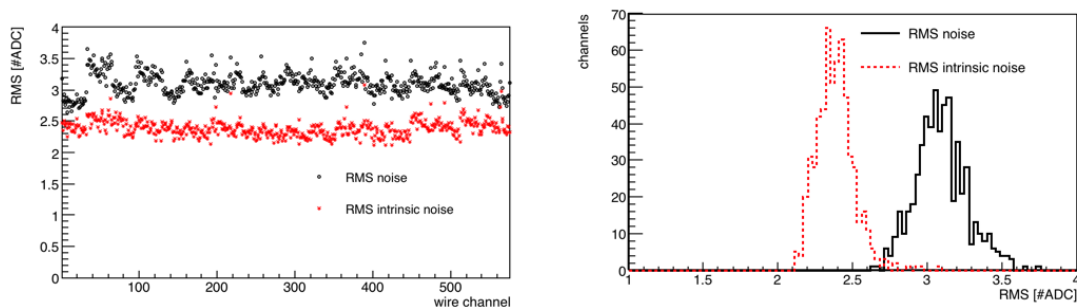 RMS [#ADC]
4
3.5
3
2.5
2
1.5
1
0.5
0
RMS noise
RMS intrinsic noise
100 200 300 400 500
wire channel
channels
70
60
50
40
30
20
10
0
RMS noise
RMS intrinsic noise
1 1.5 2 2.5 3 3.5 4
RMS [#ADC]